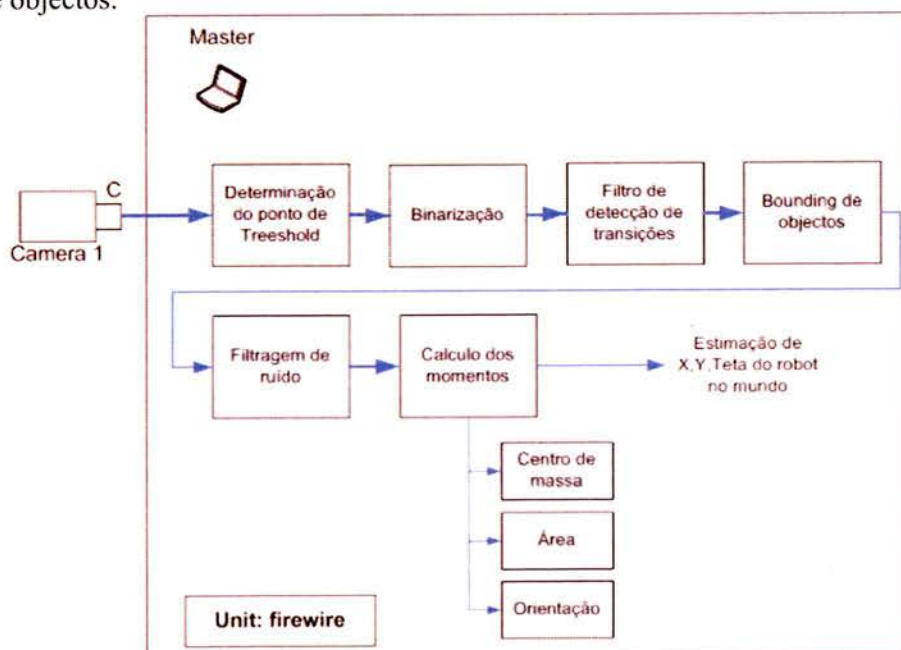 e objectos.
Master
C
Camera 1
Determinação
do ponto de
Treeshold
Binarização
Filtro de
detecção de
transições
Bounding de
objectos
Filtragem de
ruído
Calculo dos
momentos
Estimação de
X,Y,Teta do robot
no mundo
Centro de
massa
Área
Orientação
Unit: firewire